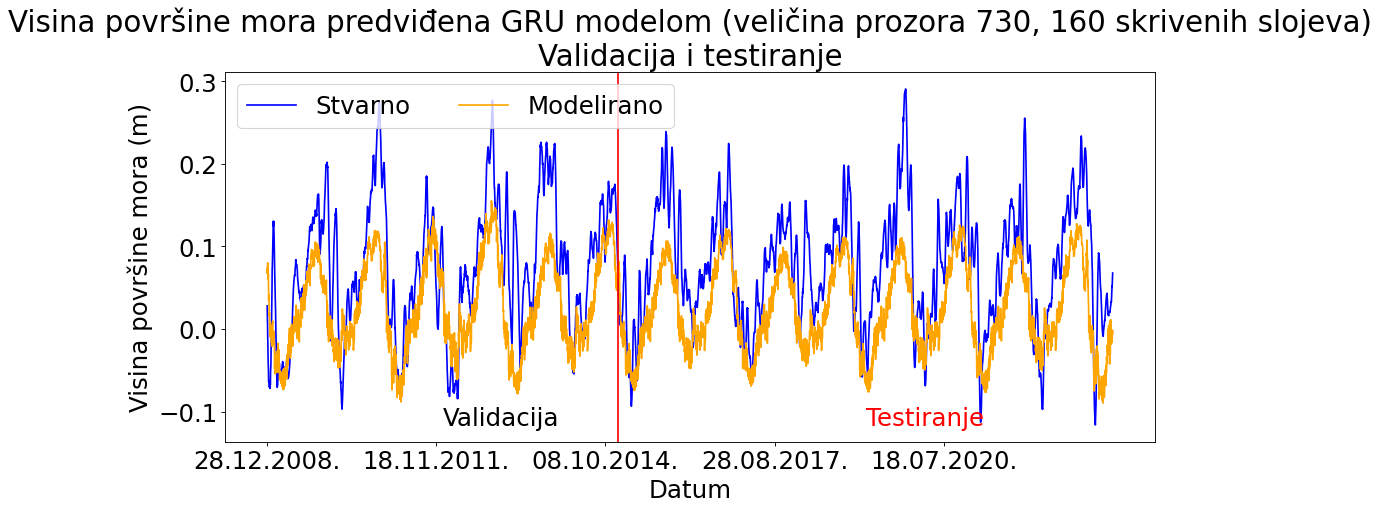 Visina površine mora predviđena GRU modelom (veličina prozora 730, 160 skrivenih slojeva)
Validacija i testiranje
Stvarno
Modelirano
Visina površine mora (m)
0.3
0.2
0.1
0.0
−0.1
Validacija
Testiranje
28.12.2008.
18.11.2011.
08.10.2014.
28.08.2017.
18.07.2020.
Datum